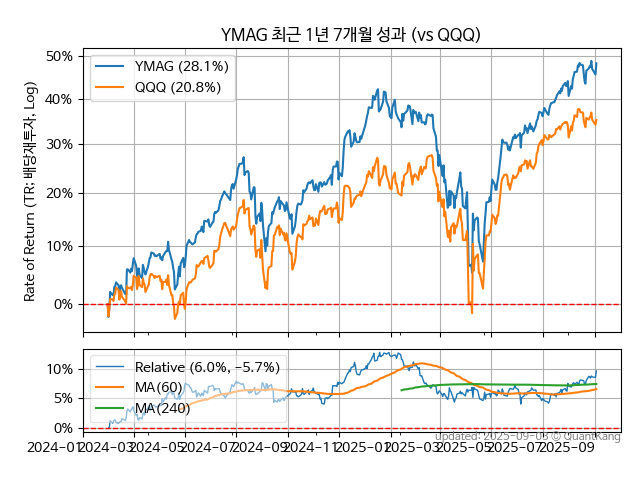 YMAG 최근 1년 7개월 성과 (vs QQQ)
Rate of Return (TR: 배당재투자, Log)
50%
40%
30%
20%
10%
0%
YMAG (28.1%)
QQQ (20.8%)
10%
5%
0%
Relative (6.0%, -5.7%)
MA(60)
MA(240)
2024-01 2024-03 2024-05 2024-07 2024-09 2024-11 2025-01 2025-03 2025-05 2025-07 2025-09
updated: 2025-09-03 © QuantKang